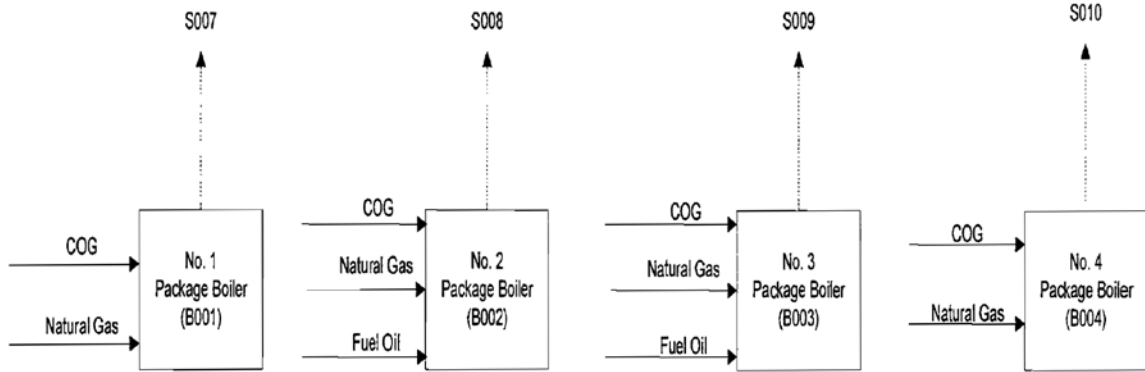 S007
S008
S009
S010
COG
Natural Gas
No. 1
Package Boiler
(B001)
COG
Natural Gas
Fuel Oil
No. 2
Package Boiler
(B002)
COG
Natural Gas
Fuel Oil
No. 3
Package Boiler
(B003)
COG
Natural Gas
No. 4
Package Boiler
(B004)